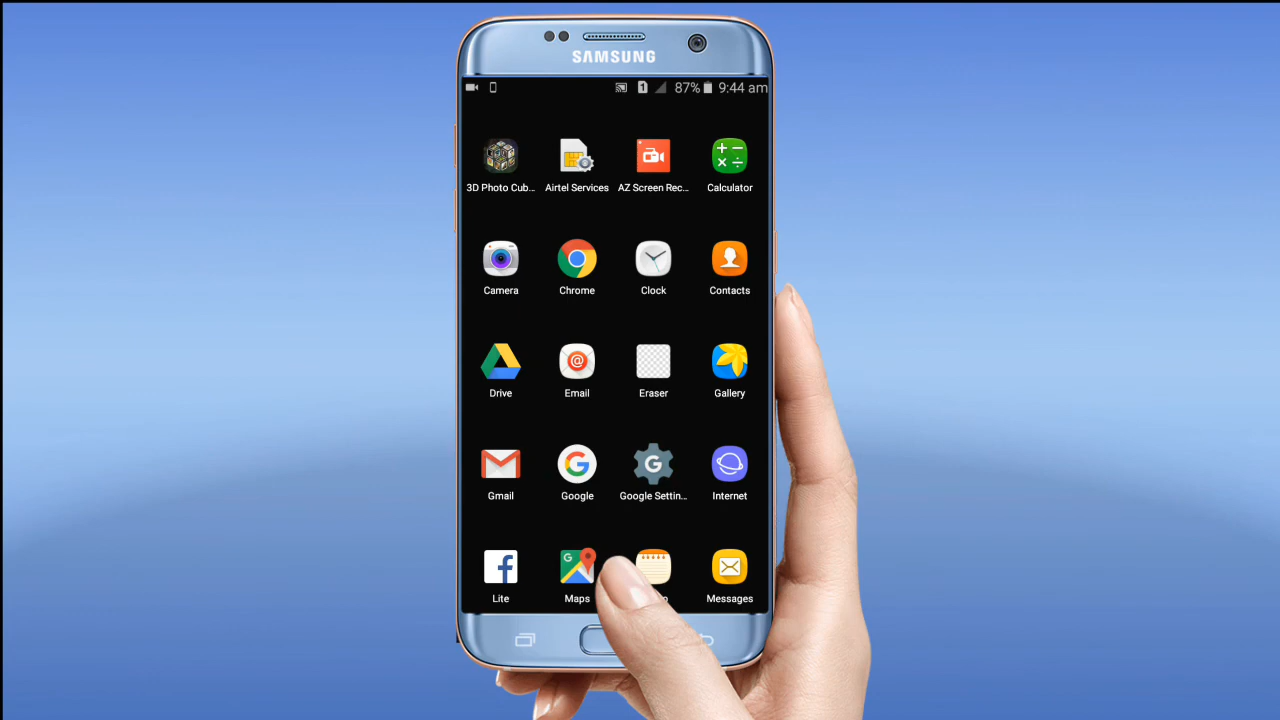 SAMSUNG
1 87% 9:44 am
3D Photo Cub... Airtel Services AZ Screen Rec... Calculator
Camera Chrome Clock Contacts
Drive Email Eraser Gallery
Gmail Google Google Settin... Internet
Lite Maps Messages